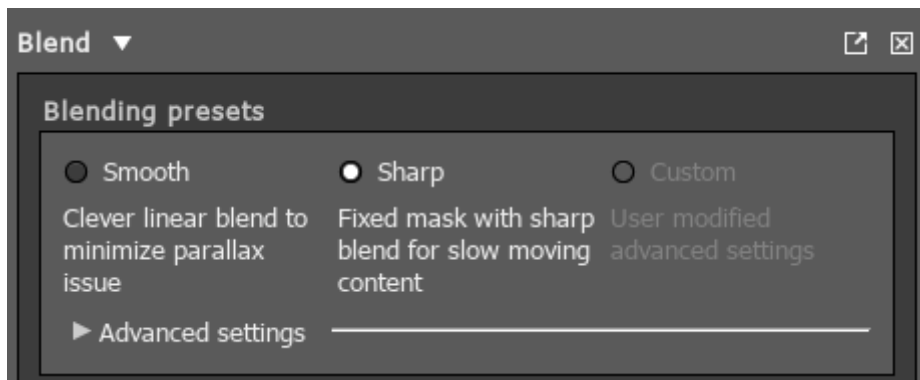 Blend
Blending presets
Smooth
Clever linear blend to
minimize parallax
issue
Sharp
Fixed mask with sharp
blend for slow moving
content
Custom
User modified
advanced settings
Advanced settings